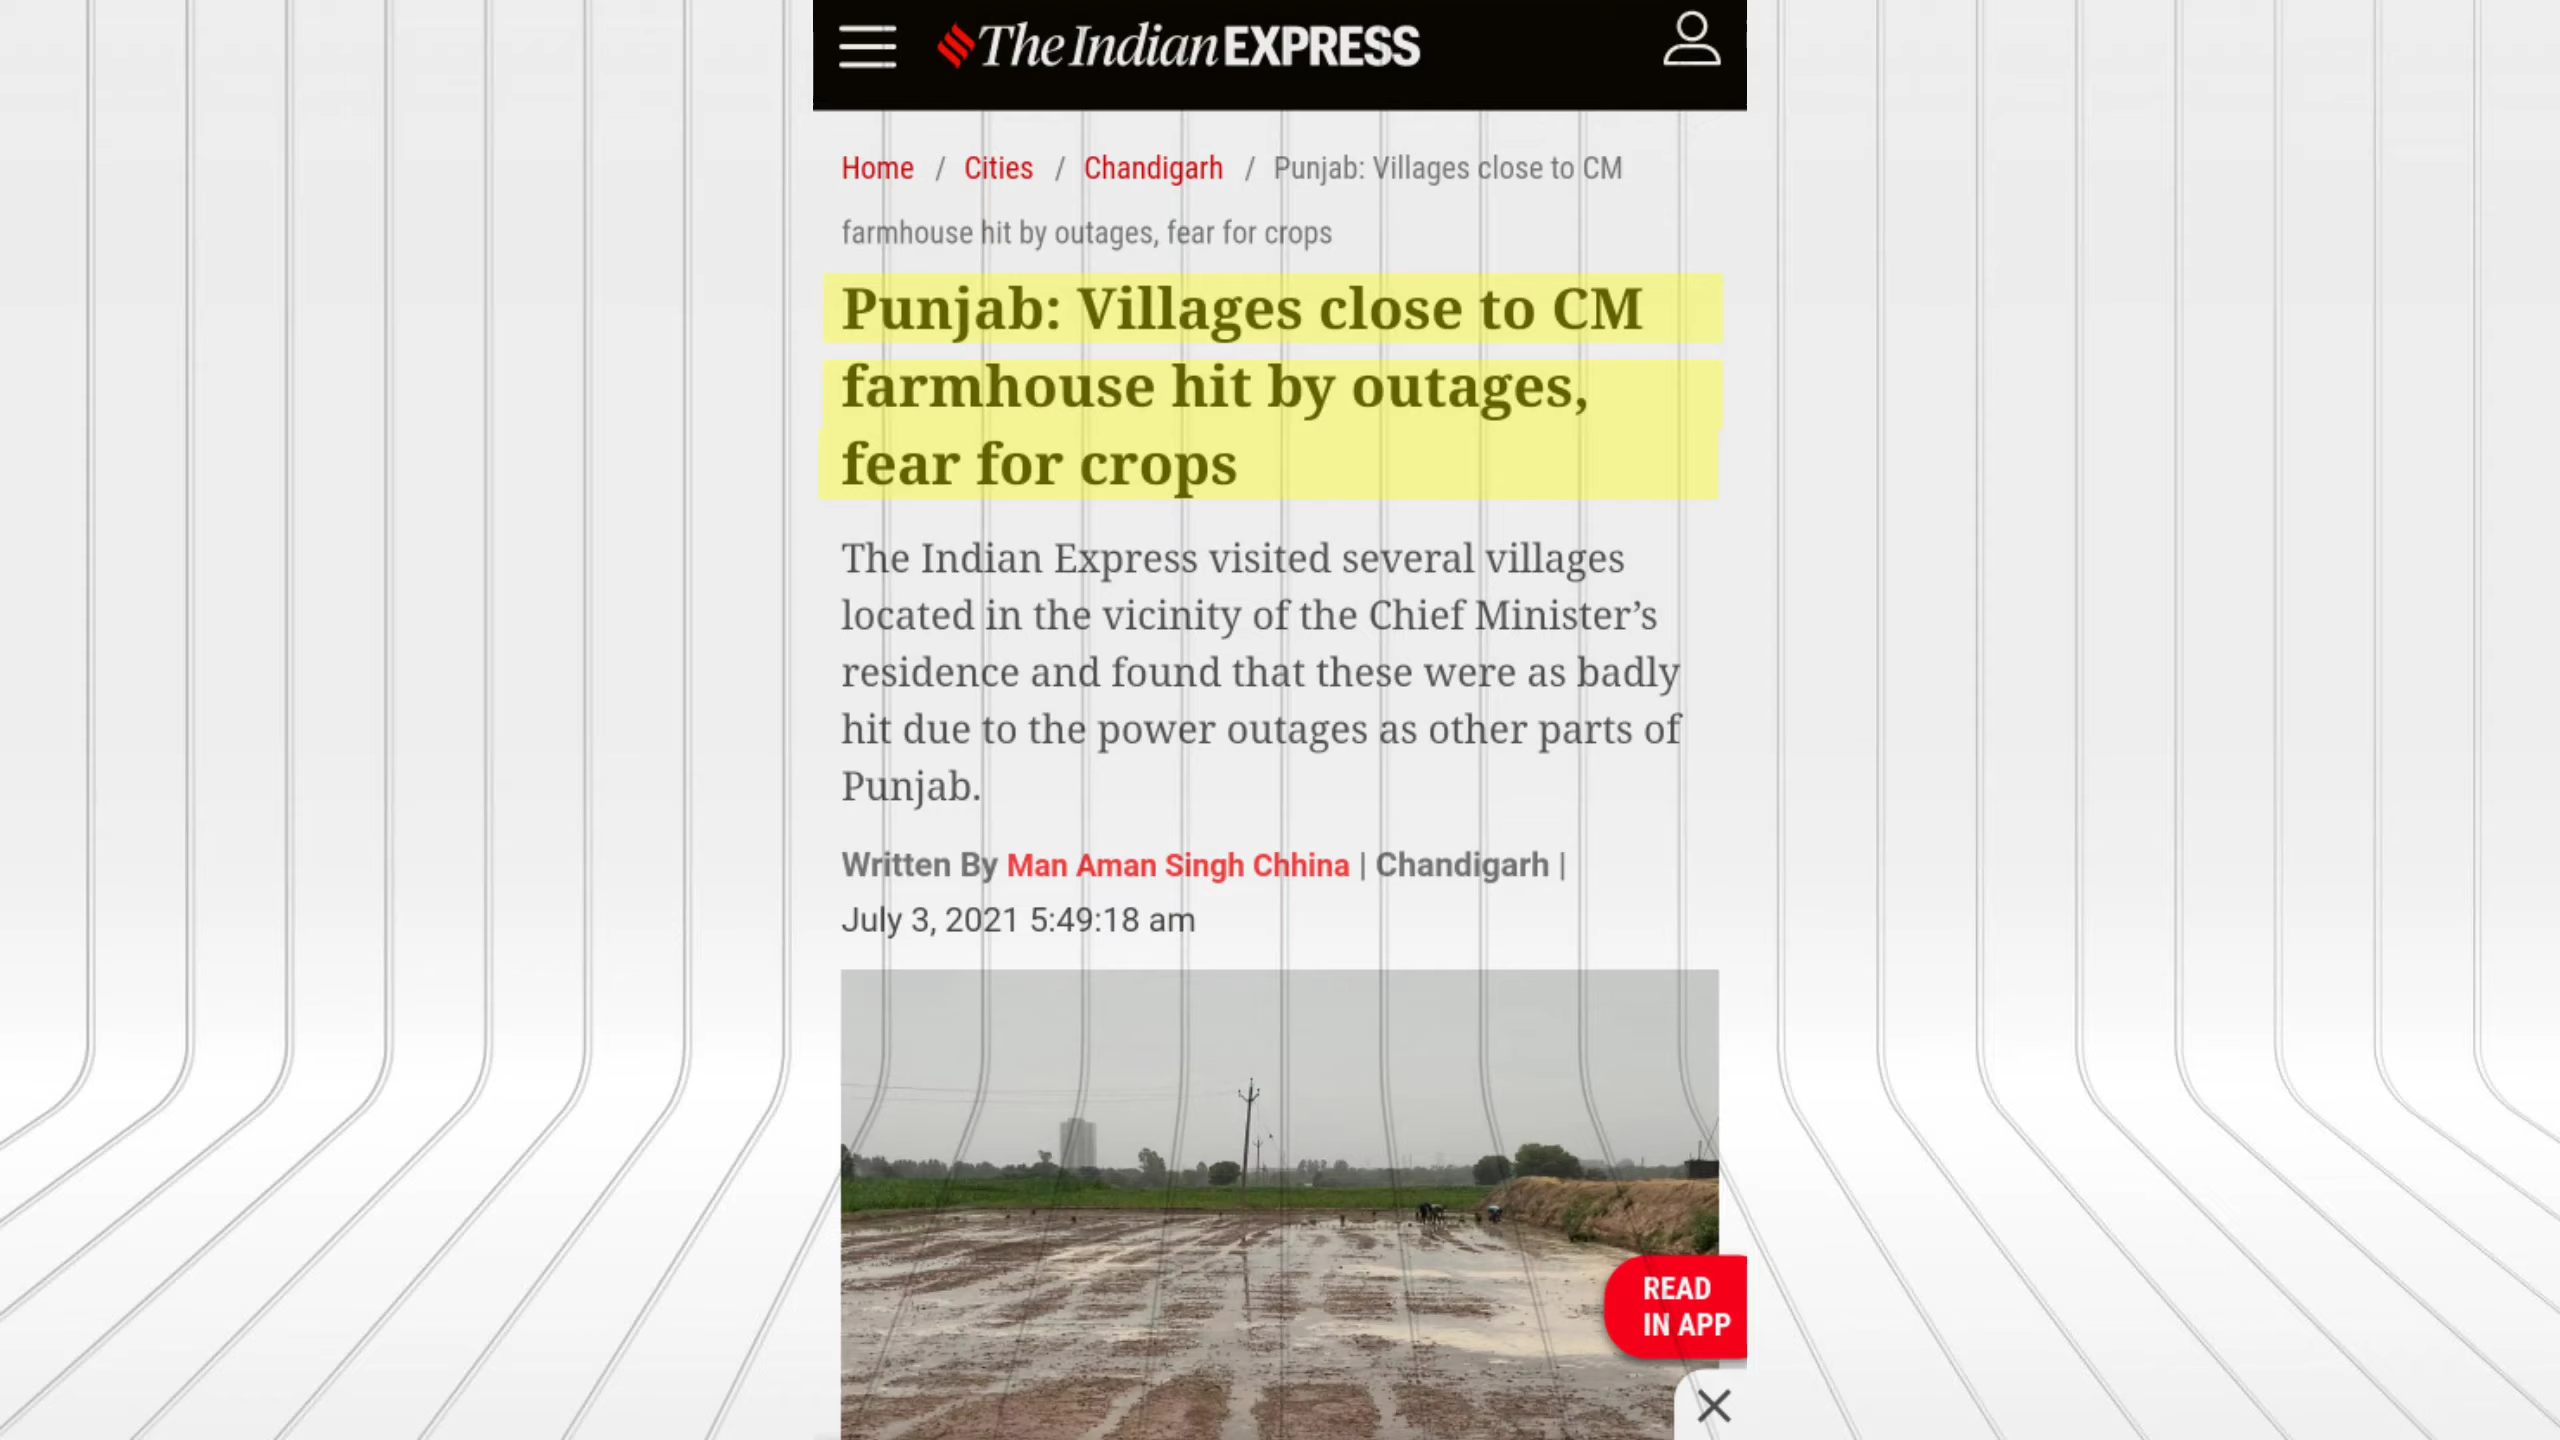 The Indian EXPRESS
Home / Cities / Chandigarh / Punjab: Villages close to CM
farmhouse hit by outages, fear for crops
Punjab: Villages close to CM
farmhouse hit by outages,
fear for crops
The Indian Express visited several villages
located in the vicinity of the Chief Minister’s
residence and found that these were as badly
hit due to the power outages as other parts of
Punjab.
Written By Man Aman Singh Chhina | Chandigarh |
July 3, 2021 5:49:18 am
READ
IN APP